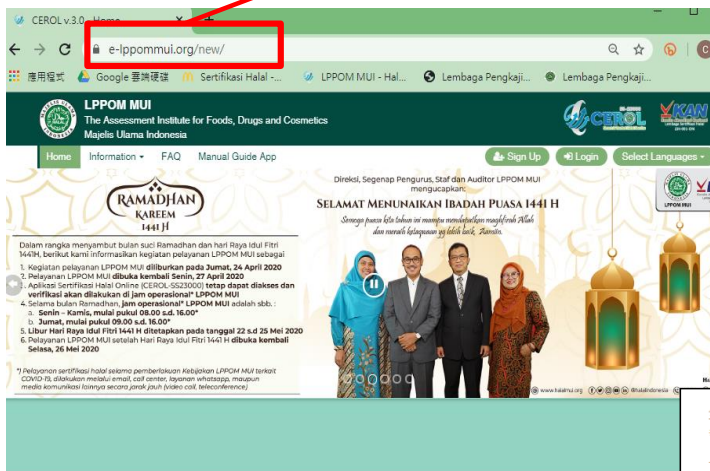 CEROL v.3.0 - Home
e-lppommui.org/new/
應用程式 Google 雲端硬碟 Sertifikasi Halal -... LPPOM MUI - Hal... Lembaga Pengkaji... Lembaga Pengkaji...
LPPOM MUI
The Assessment Institute for Foods, Drugs and Cosmetics
Majelis Ulama Indonesia
CEROL
KAN
Home Information FAQ Manual Guide App Sign Up Login Select Languages
RAMADHAN
KAREEM
1441 H
Dalam rangka menyambut bulan suci Ramadhan dan hari Raya Idul Fitri
1441H, berikut kami informasikan kegiatan pelayanan LPPOM MUI sebagai
1. Kegiatan pelayanan LPPOM MUI diliburkan pada Jumat, 24 April 2020
2. Pelayanan LPPOM MUI dibuka kembali Senin, 27 April 2020
3. Aplikasi Sertifikasi Halal Online (CEROL-SS23000) tetap dapat diakses dan
verifikasi akan dilakukan di jam operasional* LPPOM MUI
4. Selama bulan Ramadhan, jam operasional* LPPOM MUI adalah sbb. :
a. Senin – Kamis, mulai pukul 08.00 s.d. 16.00*
b. Jumat, mulai pukul 09.00 s.d. 16.00*
5. Libur Hari Raya Idul Fitri 1441 H ditetapkan pada tanggal 22 s.d 25 Mei 2020
6. Pelayanan LPPOM MUI setelah Hari Raya Idul Fitri 1441 H dibuka kembali
Selasa, 26 Mei 2020
*) Pelayanan sertifikasi halal selama pemberlakuan Kebijakan LPPOM MUI terkait
COVID-19, dilakukan melalui email, call center, layanan whatsapp, maupun
media komunikasi lainnya secara jarak jauh (video call, teleconference)
Direksi, Segenap Pengurus, Staf dan Auditor LPPOM MUI
mengucapkan:
SELAMAT MENUNAIKAN IBADAH PUASA 1441 H
Semoga puasa kita tahun ini mampu mendapatkan maghfirah Allah
dan meraih ketaqwaan yg lebih baik, Aamiin.
LPPOM MUI
www.halalmui.org @halalindonesia